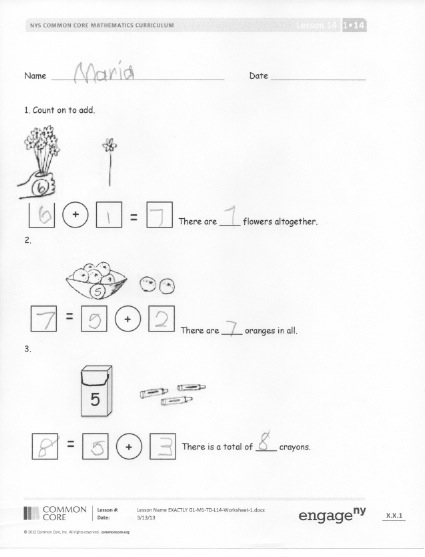 NYS COMMON CORE MATHEMATICS CURRICULUM Lesson 14 1•14
Name Maria Date
1. Count on to add.
6
6 + 1 = 7 There are 7 flowers altogether.
2.
5
7 = 5 + 2 There are 7 oranges in all.
3.
5
8 = 5 + 3 There is a total of 8 crayons.
COMMON CORE
Lesson #: Lesson Name EXACTLY G1-M1-TD-L14-Worksheet-1.docx
Date: 5/13/13
engageny X.X.1
© 2012 Common Core, Inc. All rights reserved. commoncore.org